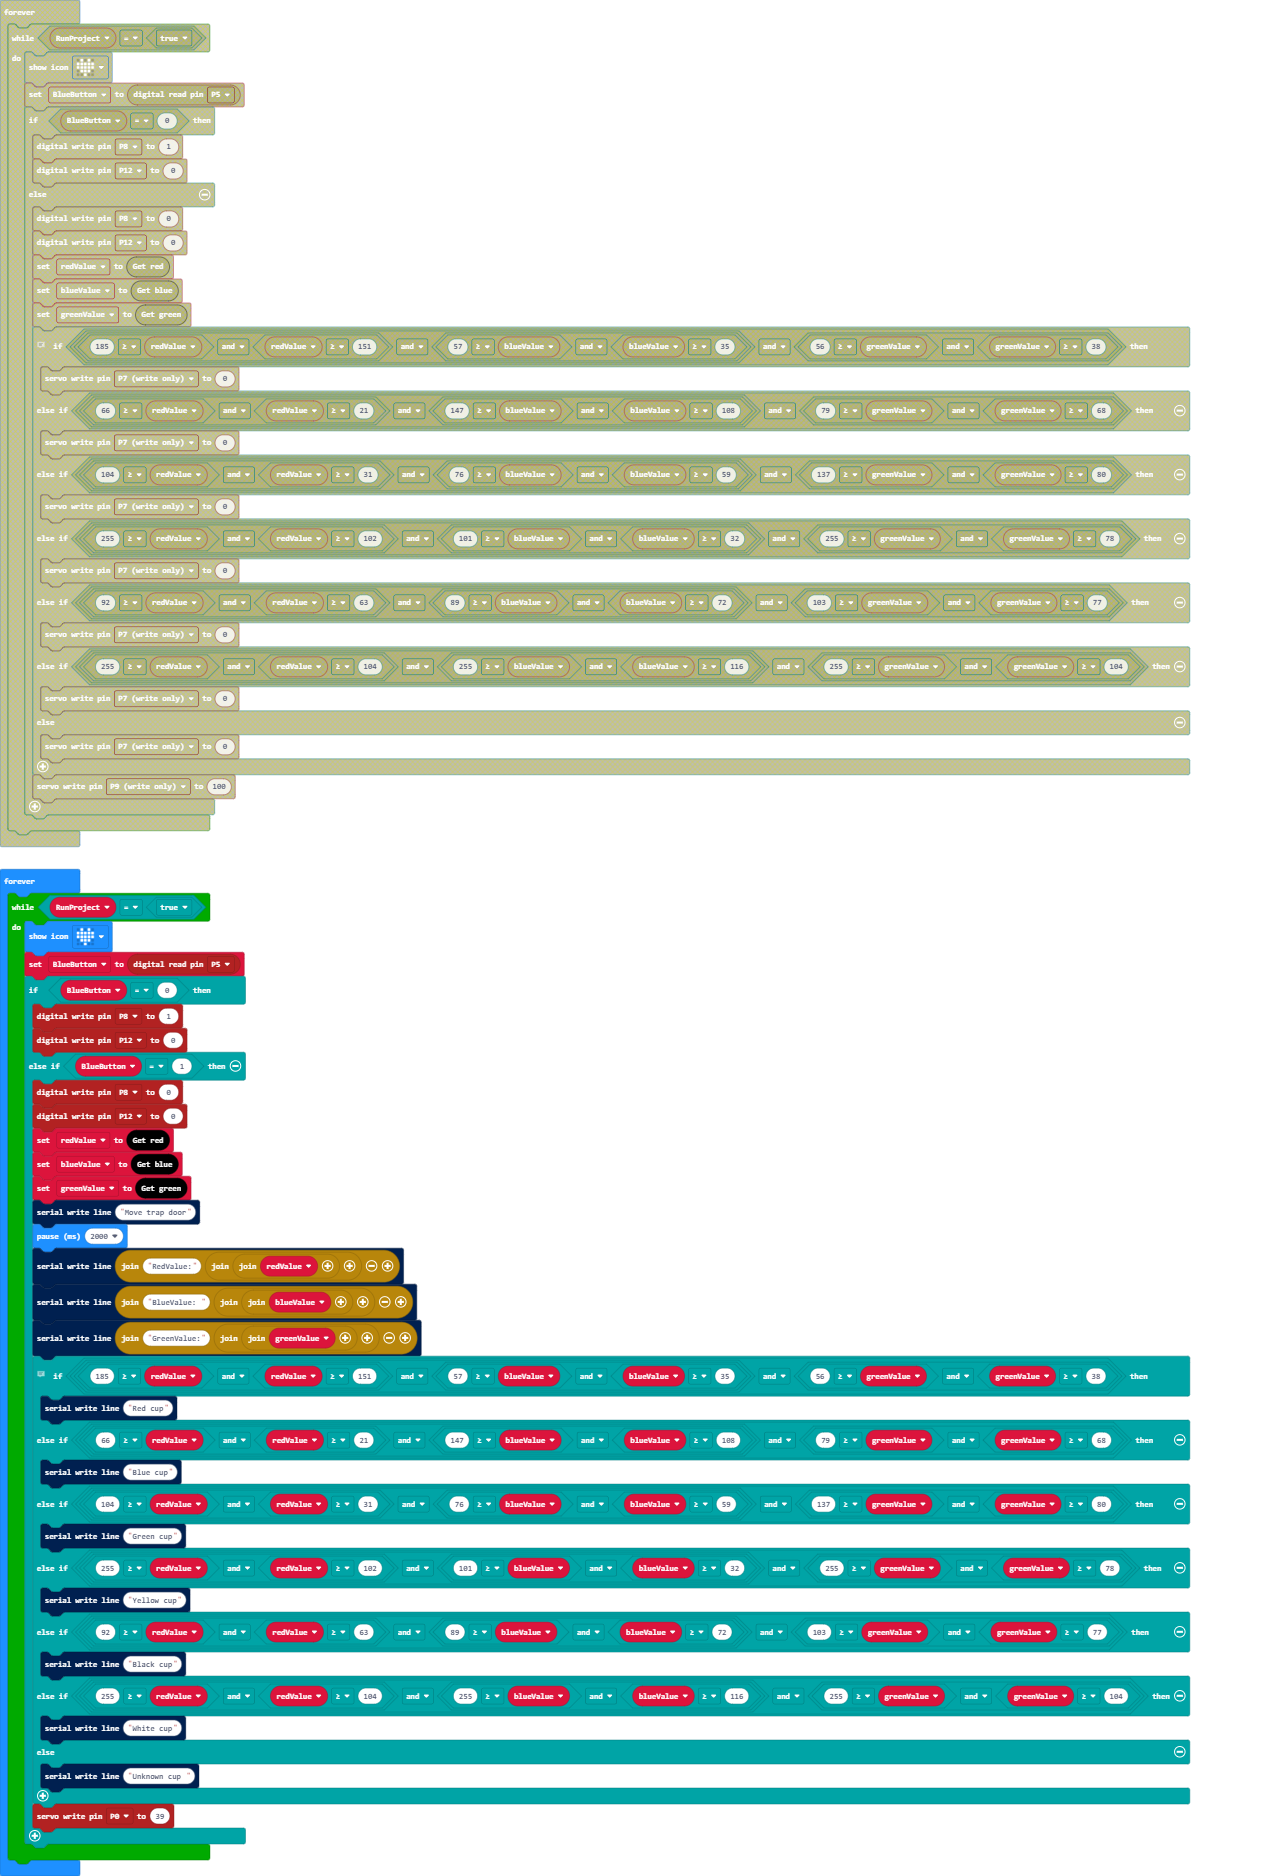 forever
while RunProject = true
do
show icon
set BlueButton to digital read pin P5
if BlueButton = 0 then
digital write pin P8 to 1
digital write pin P12 to 0
else
digital write pin P8 to 0
digital write pin P12 to 0
set redValue to Get red
set blueValue to Get blue
set greenValue to Get green
if 185 ≥ redValue and redValue ≥ 151 and 57 ≥ blueValue and blueValue ≥ 35 and 56 ≥ greenValue and greenValue ≥ 38 then
servo write pin P7 (write only) to 0
else if 66 ≥ redValue and redValue ≥ 21 and 147 ≥ blueValue and blueValue ≥ 108 and 79 ≥ greenValue and greenValue ≥ 68 then
servo write pin P7 (write only) to 0
else if 104 ≥ redValue and redValue ≥ 31 and 76 ≥ blueValue and blueValue ≥ 59 and 137 ≥ greenValue and greenValue ≥ 80 then
servo write pin P7 (write only) to 0
else if 255 ≥ redValue and redValue ≥ 102 and 101 ≥ blueValue and blueValue ≥ 32 and 255 ≥ greenValue and greenValue ≥ 78 then
servo write pin P7 (write only) to 0
else if 92 ≥ redValue and redValue ≥ 63 and 89 ≥ blueValue and blueValue ≥ 72 and 103 ≥ greenValue and greenValue ≥ 77 then
servo write pin P7 (write only) to 0
else if 255 ≥ redValue and redValue ≥ 104 and 255 ≥ blueValue and blueValue ≥ 116 and 255 ≥ greenValue and greenValue ≥ 104 then
servo write pin P7 (write only) to 0
else
servo write pin P7 (write only) to 0
servo write pin P9 (write only) to 100
forever
while RunProject = true
do
show icon
set BlueButton to digital read pin P5
if BlueButton = 0 then
digital write pin P8 to 1
digital write pin P12 to 0
else if BlueButton = 1 then
digital write pin P8 to 0
digital write pin P12 to 0
set redValue to Get red
set blueValue to Get blue
set greenValue to Get green
serial write line "Move trap door"
pause (ms) 2000
serial write line join "RedValue:" join join redValue
serial write line join "BlueValue: " join join blueValue
serial write line join "GreenValue:" join join greenValue
if 185 ≥ redValue and redValue ≥ 151 and 57 ≥ blueValue and blueValue ≥ 35 and 56 ≥ greenValue and greenValue ≥ 38 then
serial write line "Red cup"
else if 66 ≥ redValue and redValue ≥ 21 and 147 ≥ blueValue and blueValue ≥ 108 and 79 ≥ greenValue and greenValue ≥ 68 then
serial write line "Blue cup"
else if 104 ≥ redValue and redValue ≥ 31 and 76 ≥ blueValue and blueValue ≥ 59 and 137 ≥ greenValue and greenValue ≥ 80 then
serial write line "Green cup"
else if 255 ≥ redValue and redValue ≥ 102 and 101 ≥ blueValue and blueValue ≥ 32 and 255 ≥ greenValue and greenValue ≥ 78 then
serial write line "Yellow cup"
else if 92 ≥ redValue and redValue ≥ 63 and 89 ≥ blueValue and blueValue ≥ 72 and 103 ≥ greenValue and greenValue ≥ 77 then
serial write line "Black cup"
else if 255 ≥ redValue and redValue ≥ 104 and 255 ≥ blueValue and blueValue ≥ 116 and 255 ≥ greenValue and greenValue ≥ 104 then
serial write line "White cup"
else
serial write line "Unknown cup "
servo write pin P0 to 39